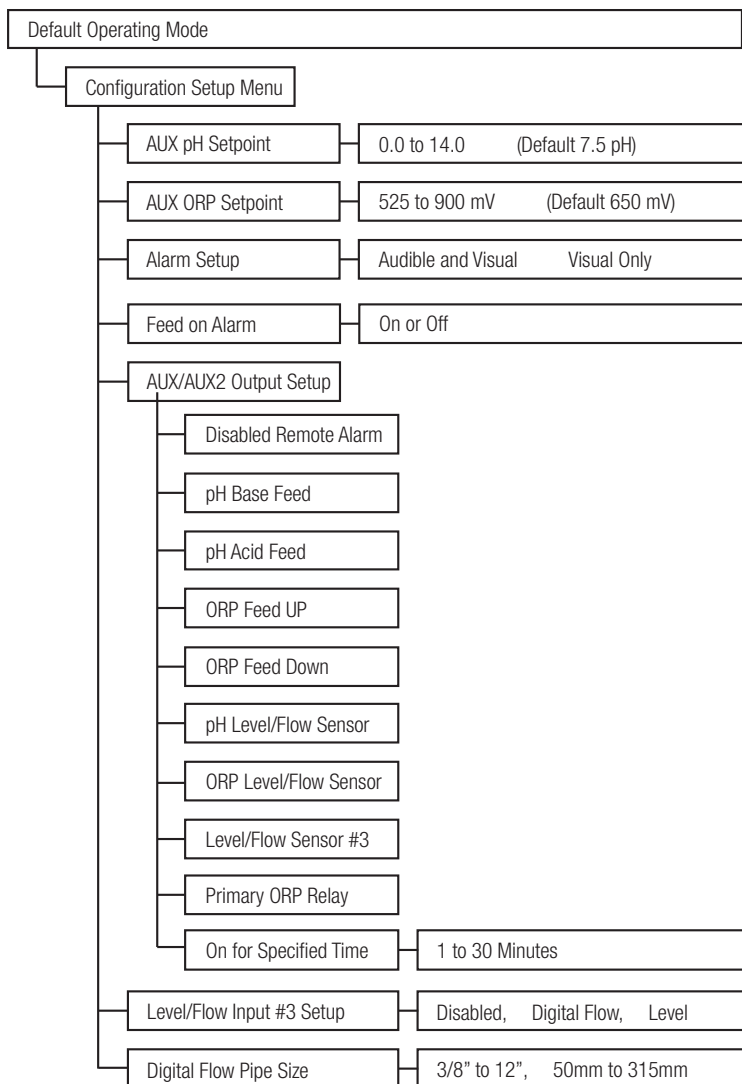 Default Operating Mode
Configuration Setup Menu
AUX pH Setpoint 0.0 to 14.0 (Default 7.5 pH)
AUX ORP Setpoint 525 to 900 mV (Default 650 mV)
Alarm Setup Audible and Visual Visual Only
Feed on Alarm On or Off
AUX/AUX2 Output Setup
Disabled Remote Alarm
pH Base Feed
pH Acid Feed
ORP Feed UP
ORP Feed Down
pH Level/Flow Sensor
ORP Level/Flow Sensor
Level/Flow Sensor #3
Primary ORP Relay
On for Specified Time 1 to 30 Minutes
Level/Flow Input #3 Setup Disabled, Digital Flow, Level
Digital Flow Pipe Size 3/8” to 12”, 50mm to 315mm